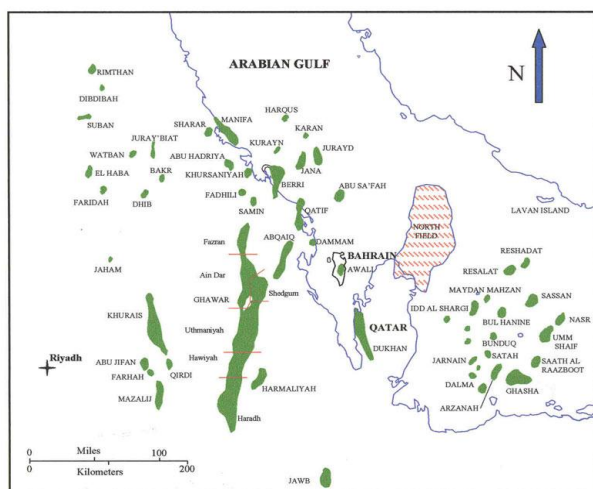 ARABIAN GULF
N
RIMTHAN
DIBDIBAH
SUBAN
JURAY'BIAT
WATBAN
EL HABA
BAKR
FARIDAH
DHIB
SHARAR
MANIFA
ABU HADRIYA
KHURSANIYAH
FADHILI
SAMIN
HARQUS
KARAN
KURAYN
JURAYD
JANA
BERRI
ABU SA'FAH
QATIF
DAMMAM
ABQAIQ
BAHRAIN
AWALI
NORTH
FIELD
LAVAN ISLAND
RESHADAT
RESALAT
MAYDAN MAHZAN
SASSAN
IDD AL SHARGI
BUL HANINE
NASR
UMM
SHAIF
BUNDUQ
SATAH
JARNAIN
SAATH AL
RAAZBOOT
DALMA
ARZANAH
GHASHA
QATAR
DUKHAN
Fazran
Ain Dar
Shedgum
GHAWAR
Uthmaniyah
Hawiyah
Haradh
HARMALIYAH
JAHAM
KHURAIS
Riyadh
ABU JIFAN
FARHAH
QIRDI
MAZALIJ
Miles
0
100
Kilometers
200
JAWB